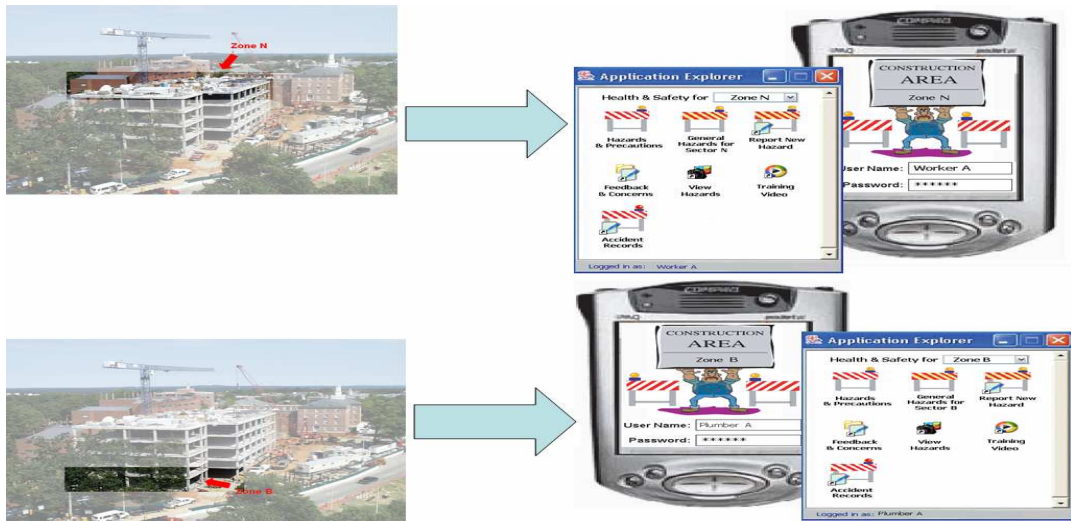 Zone N
COMPAQ
iPAQ
Application Explorer
Health & Safety for Zone N
Hazards
& Precautions
General
Hazards for
Sector N
Report New
Hazard
Feedback
& Concerns
View
Hazards
Training
Video
Accident
Records
Logged in as: Worker A
CONSTRUCTION
AREA
Zone N
User Name: Worker A
Password: ******
COMPAQ
iPAQ
CONSTRUCTION
AREA
Zone B
User Name: Plumber A
Password: ******
Application Explorer
Health & Safety for Zone B
Hazards
& Precautions
General
Hazards for
Sector B
Report New
Hazard
Feedback
& Concerns
View
Hazards
Training
Video
Accident
Records
Logged in as: Plumber A
Zone B